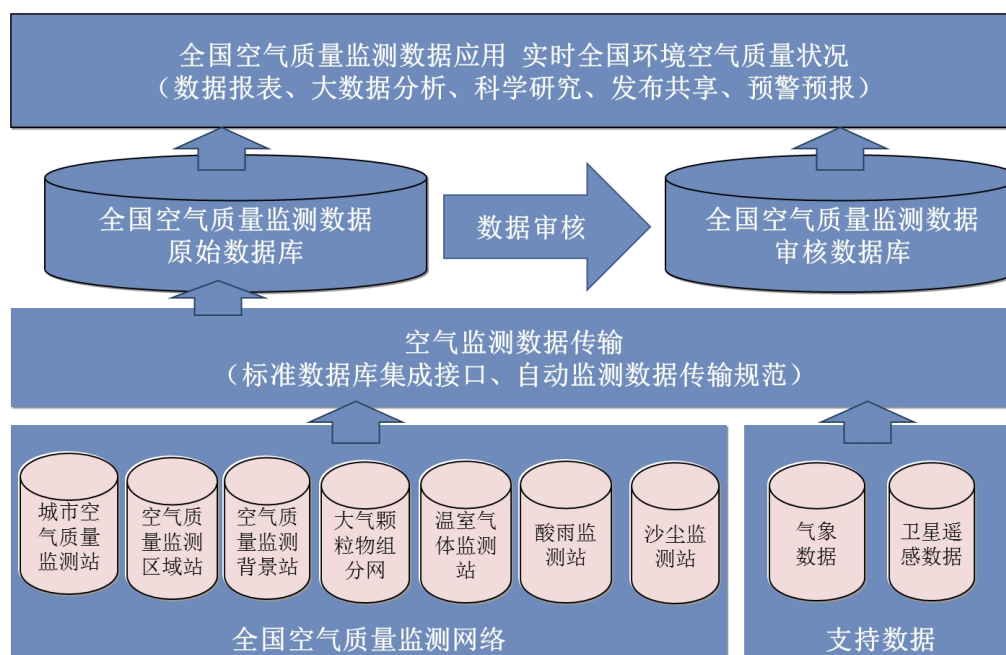 全国空气质量监测数据应用 实时全国环境空气质量状况
（数据报表、大数据分析、科学研究、发布共享、预警预报）
全国空气质量监测数据
原始数据库
数据审核
全国空气质量监测数据
审核数据库
空气监测数据传输
（标准数据库集成接口、自动监测数据传输规范）
城市空
气质量
监测站
空气质
量监测
区域站
空气质
量监测
背景站
大气颗
粒物组
分网
温室气
体监测
站
酸雨监
测站
沙尘监
测站
气象
数据
卫星遥
感数据
全国空气质量监测网络
支持数据